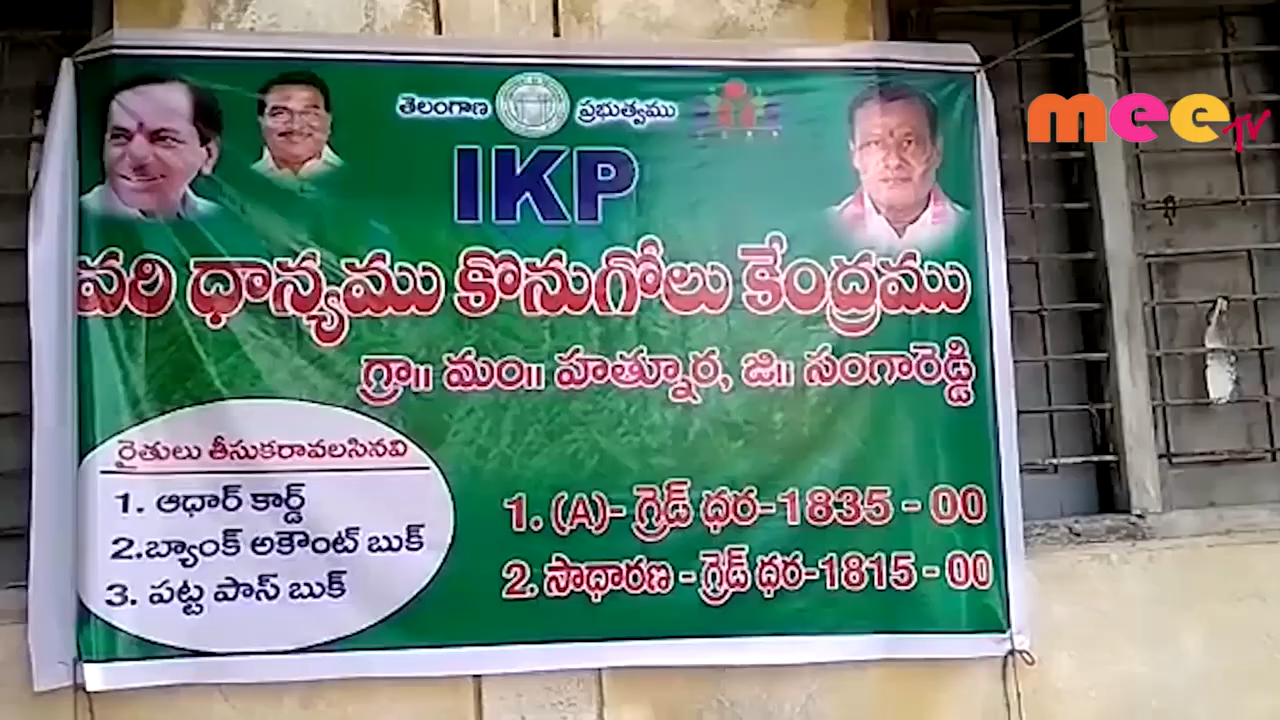 తెలంగాణ ప్రభుత్వము
IKP
వరి ధాన్యము కొనుగోలు కేంద్రము
గ్రా॥ మం॥ హత్నూర, జి॥ సంగారెడ్డి
రైతులు తీసుకరావలసినవి
1. ఆధార్ కార్డ్
2.బ్యాంక్ అకౌంట్ బుక్
3. పట్ట పాస్ బుక్
1. (A)- గ్రేడ్ ధర-1835 - 00
2. సాధారణ - గ్రేడ్ ధర-1815 - 00
mee TV